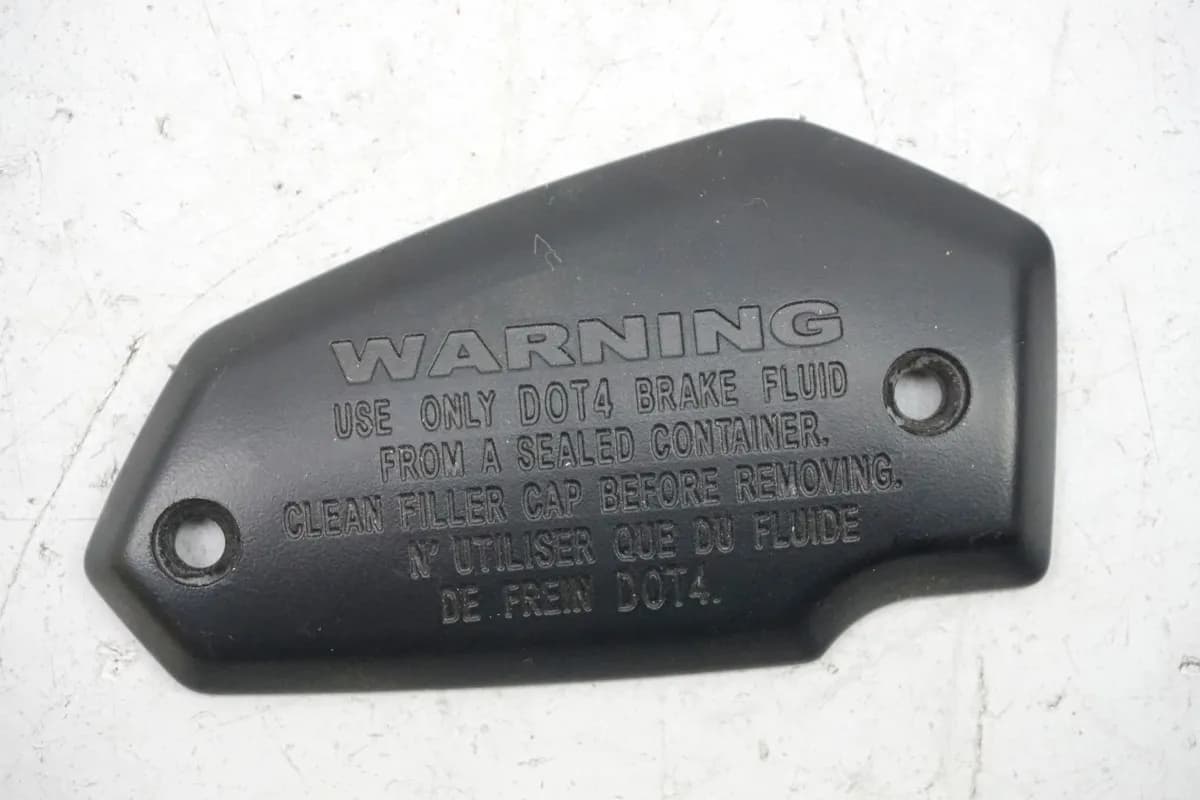 WARNING
USE ONLY DOT4 BRAKE FLUID
FROM A SEALED CONTAINER.
CLEAN FILLER CAP BEFORE REMOVING.
N' UTILISER QUE DU FLUIDE
DE FREIN DOT4.